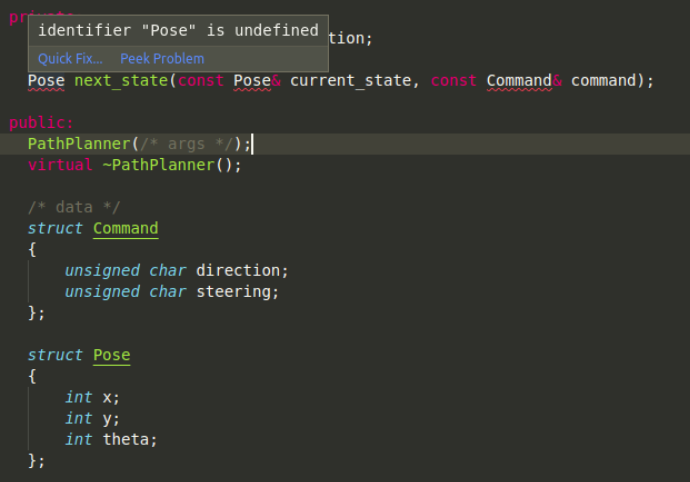 pri
identifier "Pose" is undefined
tion;
Quick Fix... Peek Problem
Pose next_state(const Pose& current_state, const Command& command);
public:
PathPlanner(/* args */);
virtual ~PathPlanner();
/* data */
struct Command
{
unsigned char direction;
unsigned char steering;
};
struct Pose
{
int x;
int y;
int theta;
};